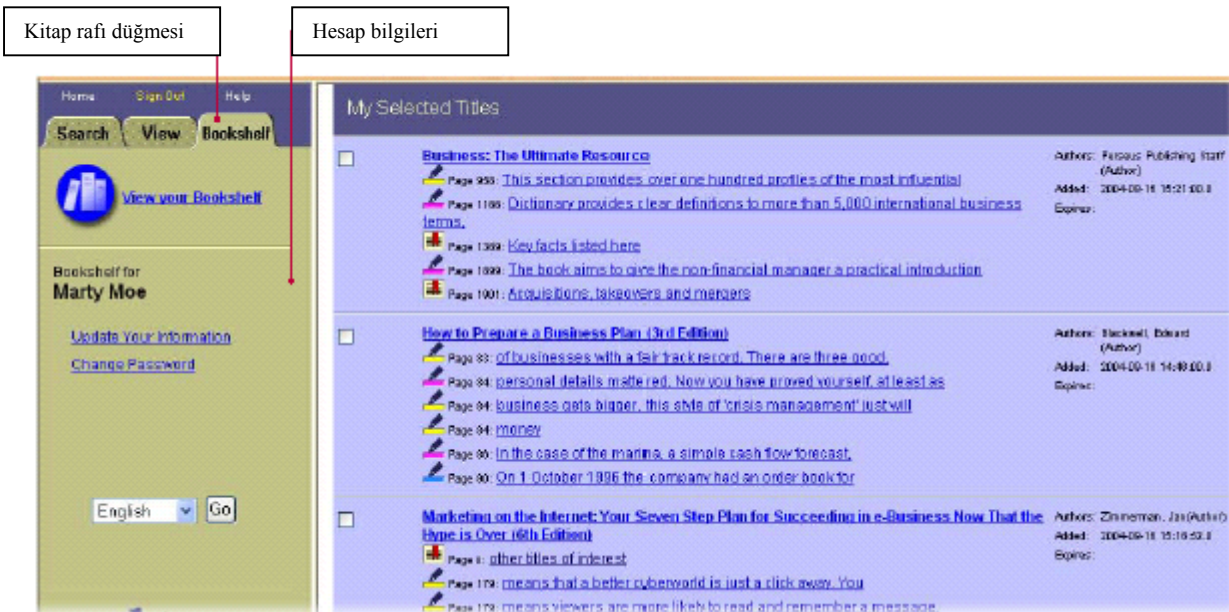 Kitap rafı düğmesi
Hesap bilgileri
Home Sign Out Help
Search View Bookshelf
View your Bookshelf
Bookshelf for
Marty Moe
Update Your Information
Change Password
English Go
My Selected Titles
Business: The Ultimate Resource
Page 958: This section provides over one hundred profiles of the most influential
Page 1166: Dictionary provides clear definitions to more than 5,000 international business
terms.
Page 1369: Key facts listed here
Page 1899: The book aims to give the non-financial manager a practical introduction
Page 1901: Acquisitions, takeovers and mergers
Authors: Perseus Publishing Staff
(Author)
Added: 2004-09-16 15:21:00.0
Expires:
How to Prepare a Business Plan (3rd Edition)
Page 83: of businesses with a fair track record. There are three good,
Page 84: personal details mattered. Now you have proved yourself, at least as
Page 84: business gets bigger, this style of 'crisis management' just will
Page 84: money
Page 90: In the case of the marina, a simple cash flow forecast,
Page 90: On 1 October 1996 the company had an order book for
Authors: Blackwell, Edward
(Author)
Added: 2004-09-16 14:48:00.0
Expires:
Marketing on the Internet: Your Seven Step Plan for Succeeding in e-Business Now That the
Hype is Over (6th Edition)
Page II: other titles of interest
Page 179: means that a better cyberworld is just a click away. You
Page 179: means viewers are more likely to read and remember a message.
Authors: Zimmerman, Jan(Author)
Added: 2004-09-16 15:16:52.0
Expires: